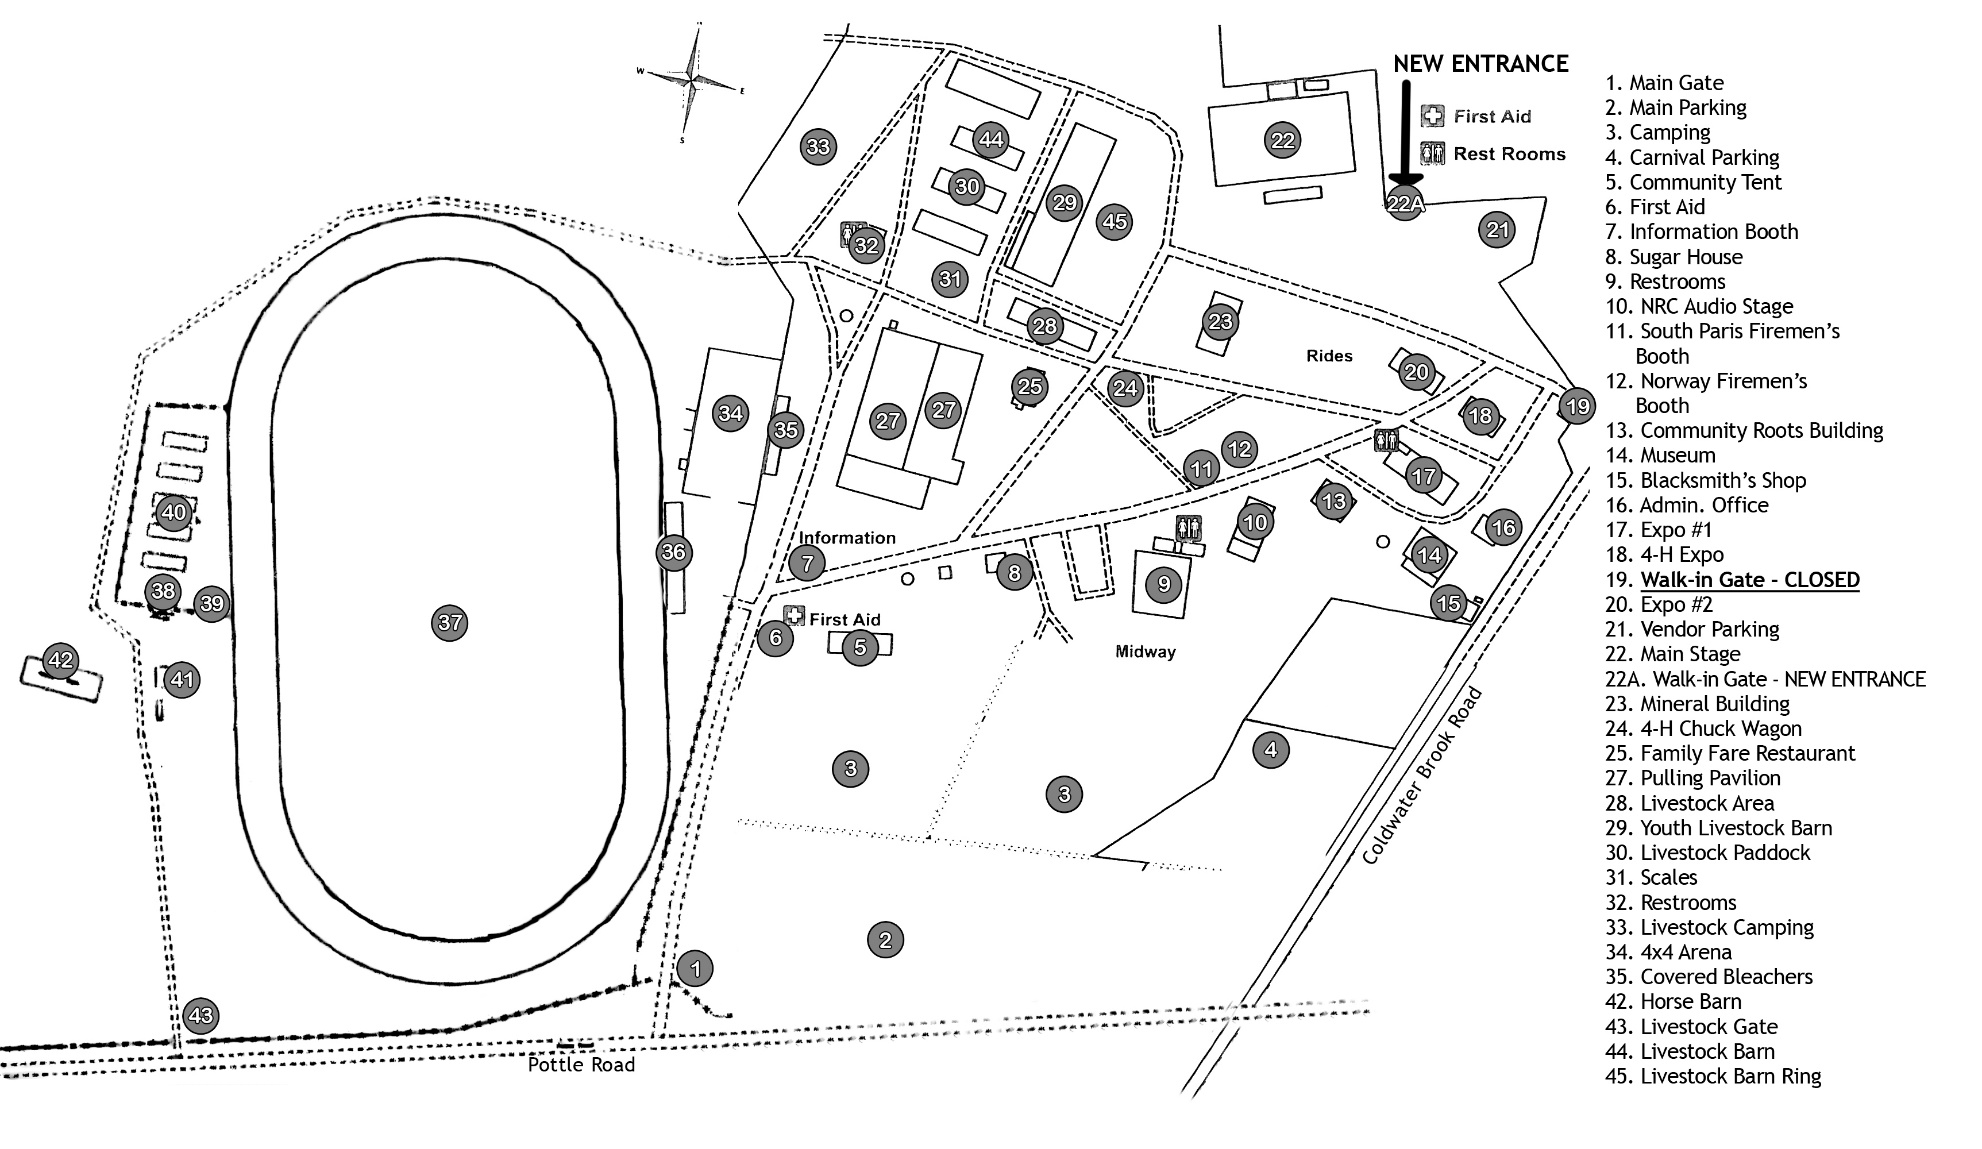 N
W
E
S
NEW ENTRANCE
First Aid
Rest Rooms
33
44
30
29
45
32
31
28
22
22A
21
23
Rides
20
19
18
24
25
27
27
34
35
12
11
17
13
10
16
14
15
40
38
39
37
36
42
41
Information
7
8
9
6
First Aid
5
Midway
3
3
4
Coldwater Brook Road
2
1
43
Pottle Road
1. Main Gate
2. Main Parking
3. Camping
4. Carnival Parking
5. Community Tent
6. First Aid
7. Information Booth
8. Sugar House
9. Restrooms
10. NRC Audio Stage
11. South Paris Firemen's
Booth
12. Norway Firemen's
Booth
13. Community Roots Building
14. Museum
15. Blacksmith's Shop
16. Admin. Office
17. Expo #1
18. 4-H Expo
19. Walk-in Gate - CLOSED
20. Expo #2
21. Vendor Parking
22. Main Stage
22A. Walk-in Gate - NEW ENTRANCE
23. Mineral Building
24. 4-H Chuck Wagon
25. Family Fare Restaurant
27. Pulling Pavilion
28. Livestock Area
29. Youth Livestock Barn
30. Livestock Paddock
31. Scales
32. Restrooms
33. Livestock Camping
34. 4x4 Arena
35. Covered Bleachers
42. Horse Barn
43. Livestock Gate
44. Livestock Barn
45. Livestock Barn Ring